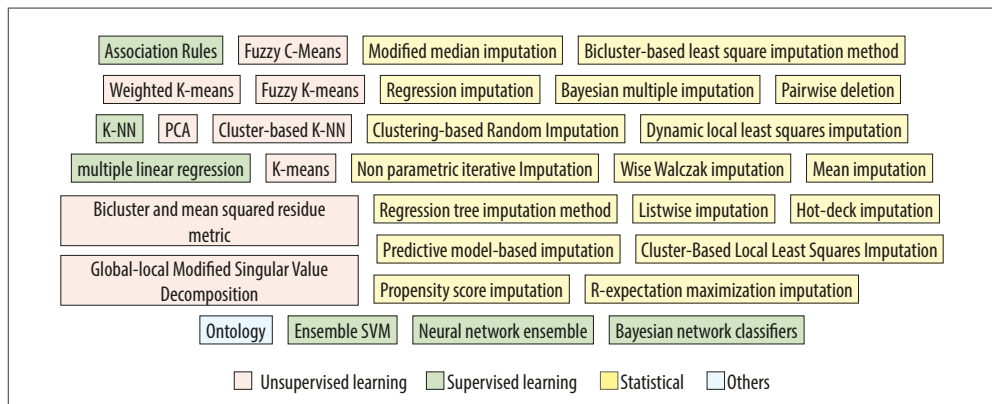 Association Rules Fuzzy C-Means Modified median imputation Bicluster-based least square imputation method
Weighted K-means Fuzzy K-means Regression imputation Bayesian multiple imputation Pairwise deletion
K-NN PCA Cluster-based K-NN Clustering-based Random Imputation Dynamic local least squares imputation
multiple linear regression K-means Non parametric iterative Imputation Wise Walczak imputation Mean imputation
Bicluster and mean squared residue
metric
Regression tree imputation method Listwise imputation Hot-deck imputation
Predictive model-based imputation Cluster-Based Local Least Squares Imputation
Global-local Modified Singular Value
Decomposition
Propensity score imputation R-expectation maximization imputation
Ontology Ensemble SVM Neural network ensemble Bayesian network classifiers
Unsupervised learning Supervised learning Statistical Others